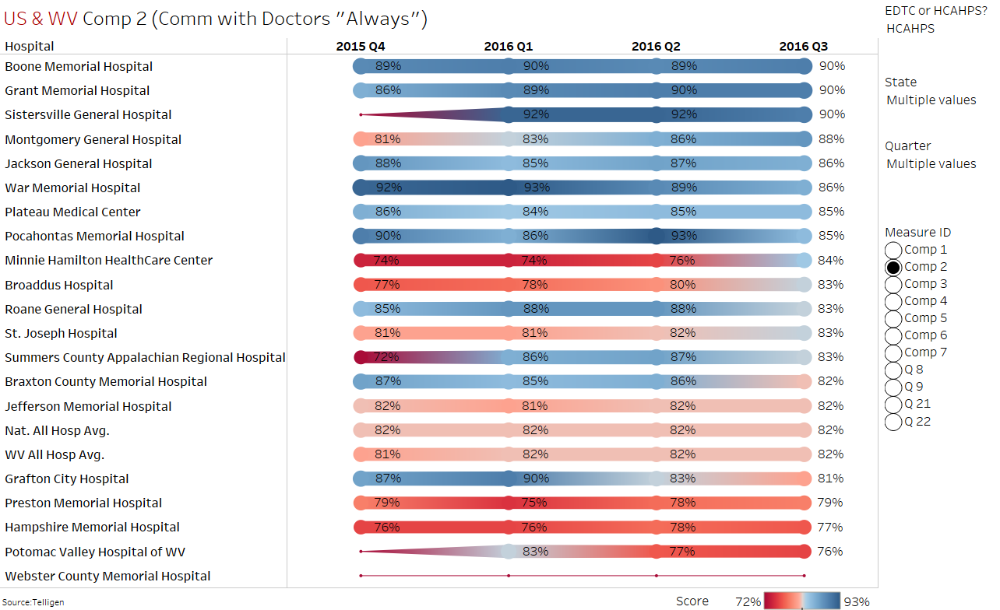 US & WV Comp 2 (Comm with Doctors "Always")
EDTC or HCAHPS?
HCAHPS
Hospital 2015 Q4 2016 Q1 2016 Q2 2016 Q3
Boone Memorial Hospital 89% 90% 89% 90%
Grant Memorial Hospital 86% 89% 90% 90%
State
Multiple values
Sistersville General Hospital 92% 92% 90%
Montgomery General Hospital 81% 83% 86% 88%
Quarter
Multiple values
Jackson General Hospital 88% 85% 87% 86%
War Memorial Hospital 92% 93% 89% 86%
Plateau Medical Center 86% 84% 85% 85%
Pocahontas Memorial Hospital 90% 86% 93% 85%
Minnie Hamilton HealthCare Center 74% 74% 76% 84%
Broaddus Hospital 77% 78% 80% 83%
Roane General Hospital 85% 88% 88% 83%
St. Joseph Hospital 81% 81% 82% 83%
Summers County Appalachian Regional Hospital 72% 86% 87% 83%
Braxton County Memorial Hospital 87% 85% 86% 82%
Jefferson Memorial Hospital 82% 81% 82% 82%
Nat. All Hosp Avg. 82% 82% 82% 82%
WV All Hosp Avg. 81% 82% 82% 82%
Grafton City Hospital 87% 90% 83% 81%
Preston Memorial Hospital 79% 75% 78% 79%
Hampshire Memorial Hospital 76% 76% 78% 77%
Potomac Valley Hospital of WV 83% 77% 76%
Webster County Memorial Hospital
Measure ID
Comp 1
Comp 2
Comp 3
Comp 4
Comp 5
Comp 6
Comp 7
Q 8
Q 9
Q 21
Q 22
Source:Telligen
Score 72% 93%